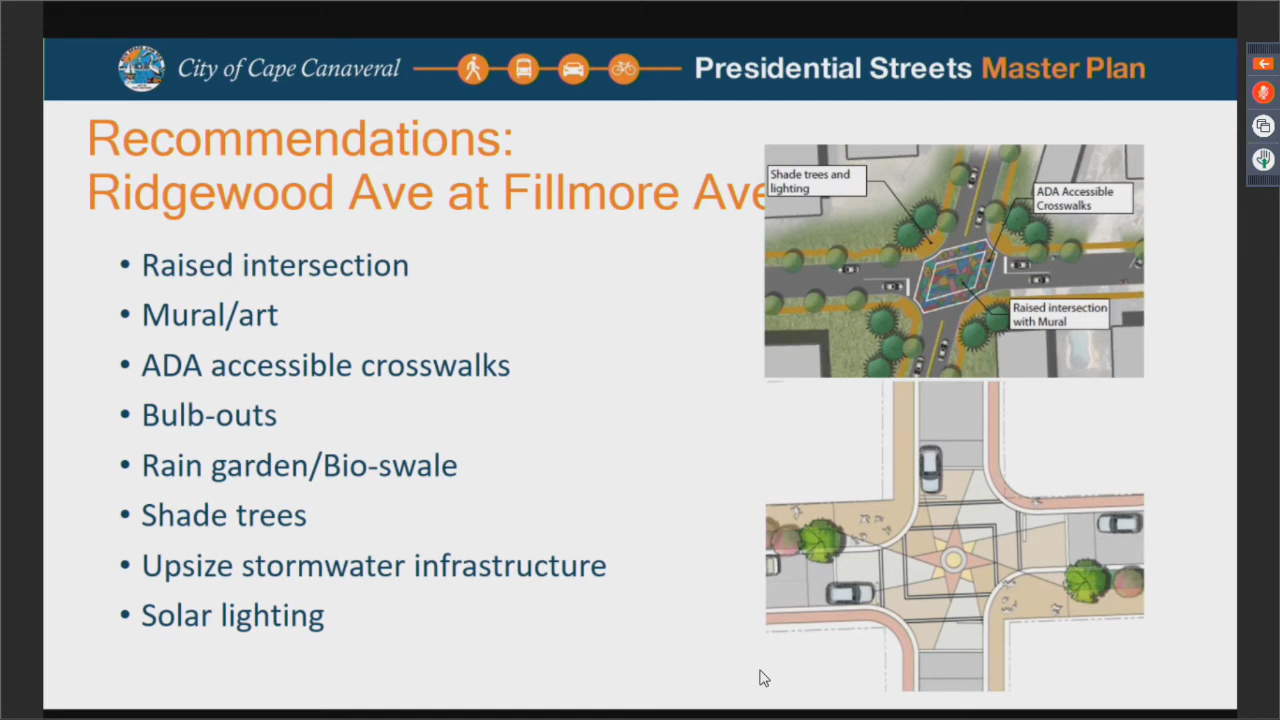 City of Cape Canaveral
Presidential Streets Master Plan
Recommendations:
Ridgewood Ave at Fillmore Ave
• Raised intersection
• Mural/art
• ADA accessible crosswalks
• Bulb-outs
• Rain garden/Bio-swale
• Shade trees
• Upsize stormwater infrastructure
• Solar lighting
Shade trees and
lighting
ADA Accessible
Crosswalks
Raised intersection
with Mural